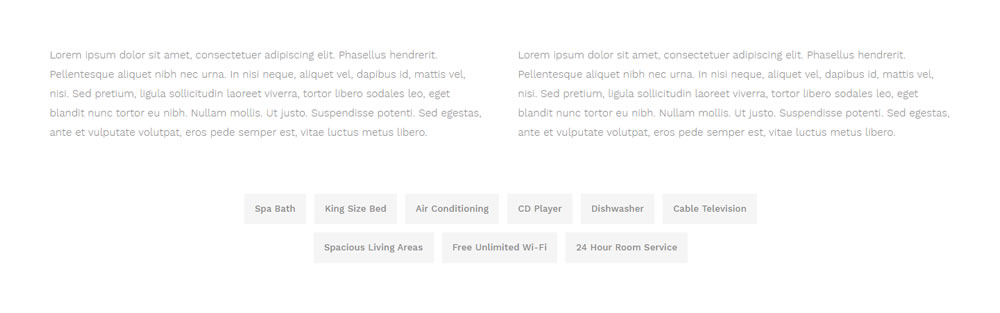 Lorem ipsum dolor sit amet, consectetuer adipiscing elit. Phasellus hendrerit.
Pellentesque aliquet nibh nec urna. In nisi neque, aliquet vel, dapibus id, mattis vel,
nisi. Sed pretium, ligula sollicitudin laoreet viverra, tortor libero sodales leo, eget
blandit nunc tortor eu nibh. Nullam mollis. Ut justo. Suspendisse potenti. Sed egestas,
ante et vulputate volutpat, eros pede semper est, vitae luctus metus libero.
Lorem ipsum dolor sit amet, consectetuer adipiscing elit. Phasellus hendrerit.
Pellentesque aliquet nibh nec urna. In nisi neque, aliquet vel, dapibus id, mattis vel,
nisi. Sed pretium, ligula sollicitudin laoreet viverra, tortor libero sodales leo, eget
blandit nunc tortor eu nibh. Nullam mollis. Ut justo. Suspendisse potenti. Sed egestas,
ante et vulputate volutpat, eros pede semper est, vitae luctus metus libero.
Spa Bath King Size Bed Air Conditioning CD Player Dishwasher Cable Television
Spacious Living Areas Free Unlimited Wi-Fi 24 Hour Room Service